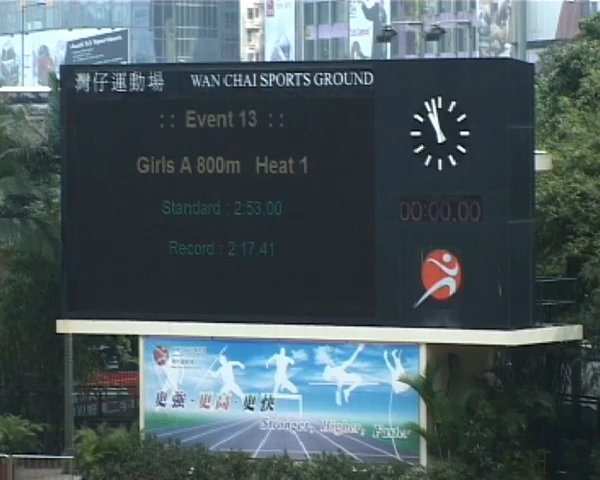 灣仔運動場 WAN CHAI SPORTS GROUND
: : Event 13 : :
Girls A 800m Heat 1
Standard : 2:53.00
Record : 2:17.41
00:00.00
更強·更高·更快
Stronger, Higher, Faster